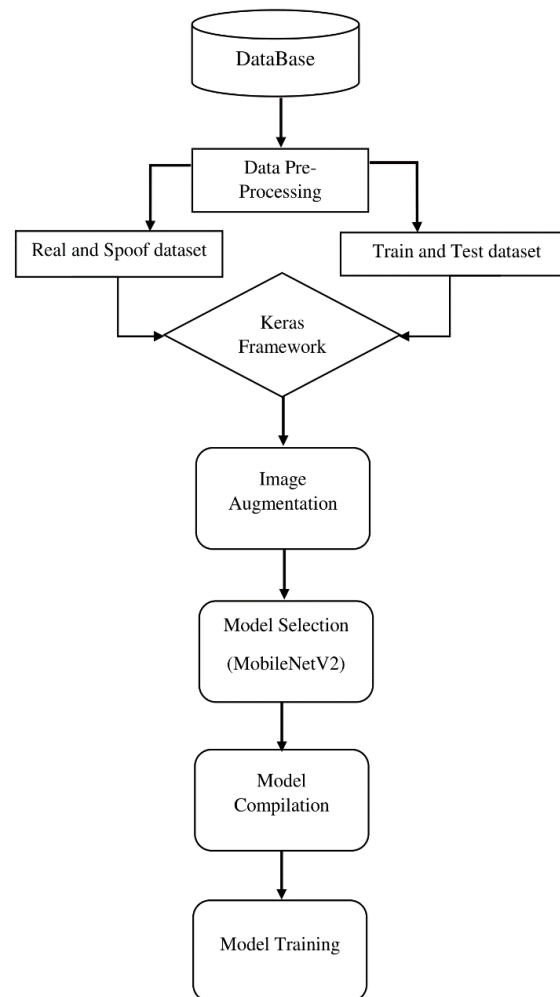 DataBase
Data Pre-
Processing
Real and Spoof dataset
Train and Test dataset
Keras
Framework
Image
Augmentation
Model Selection
(MobileNetV2)
Model
Compilation
Model Training